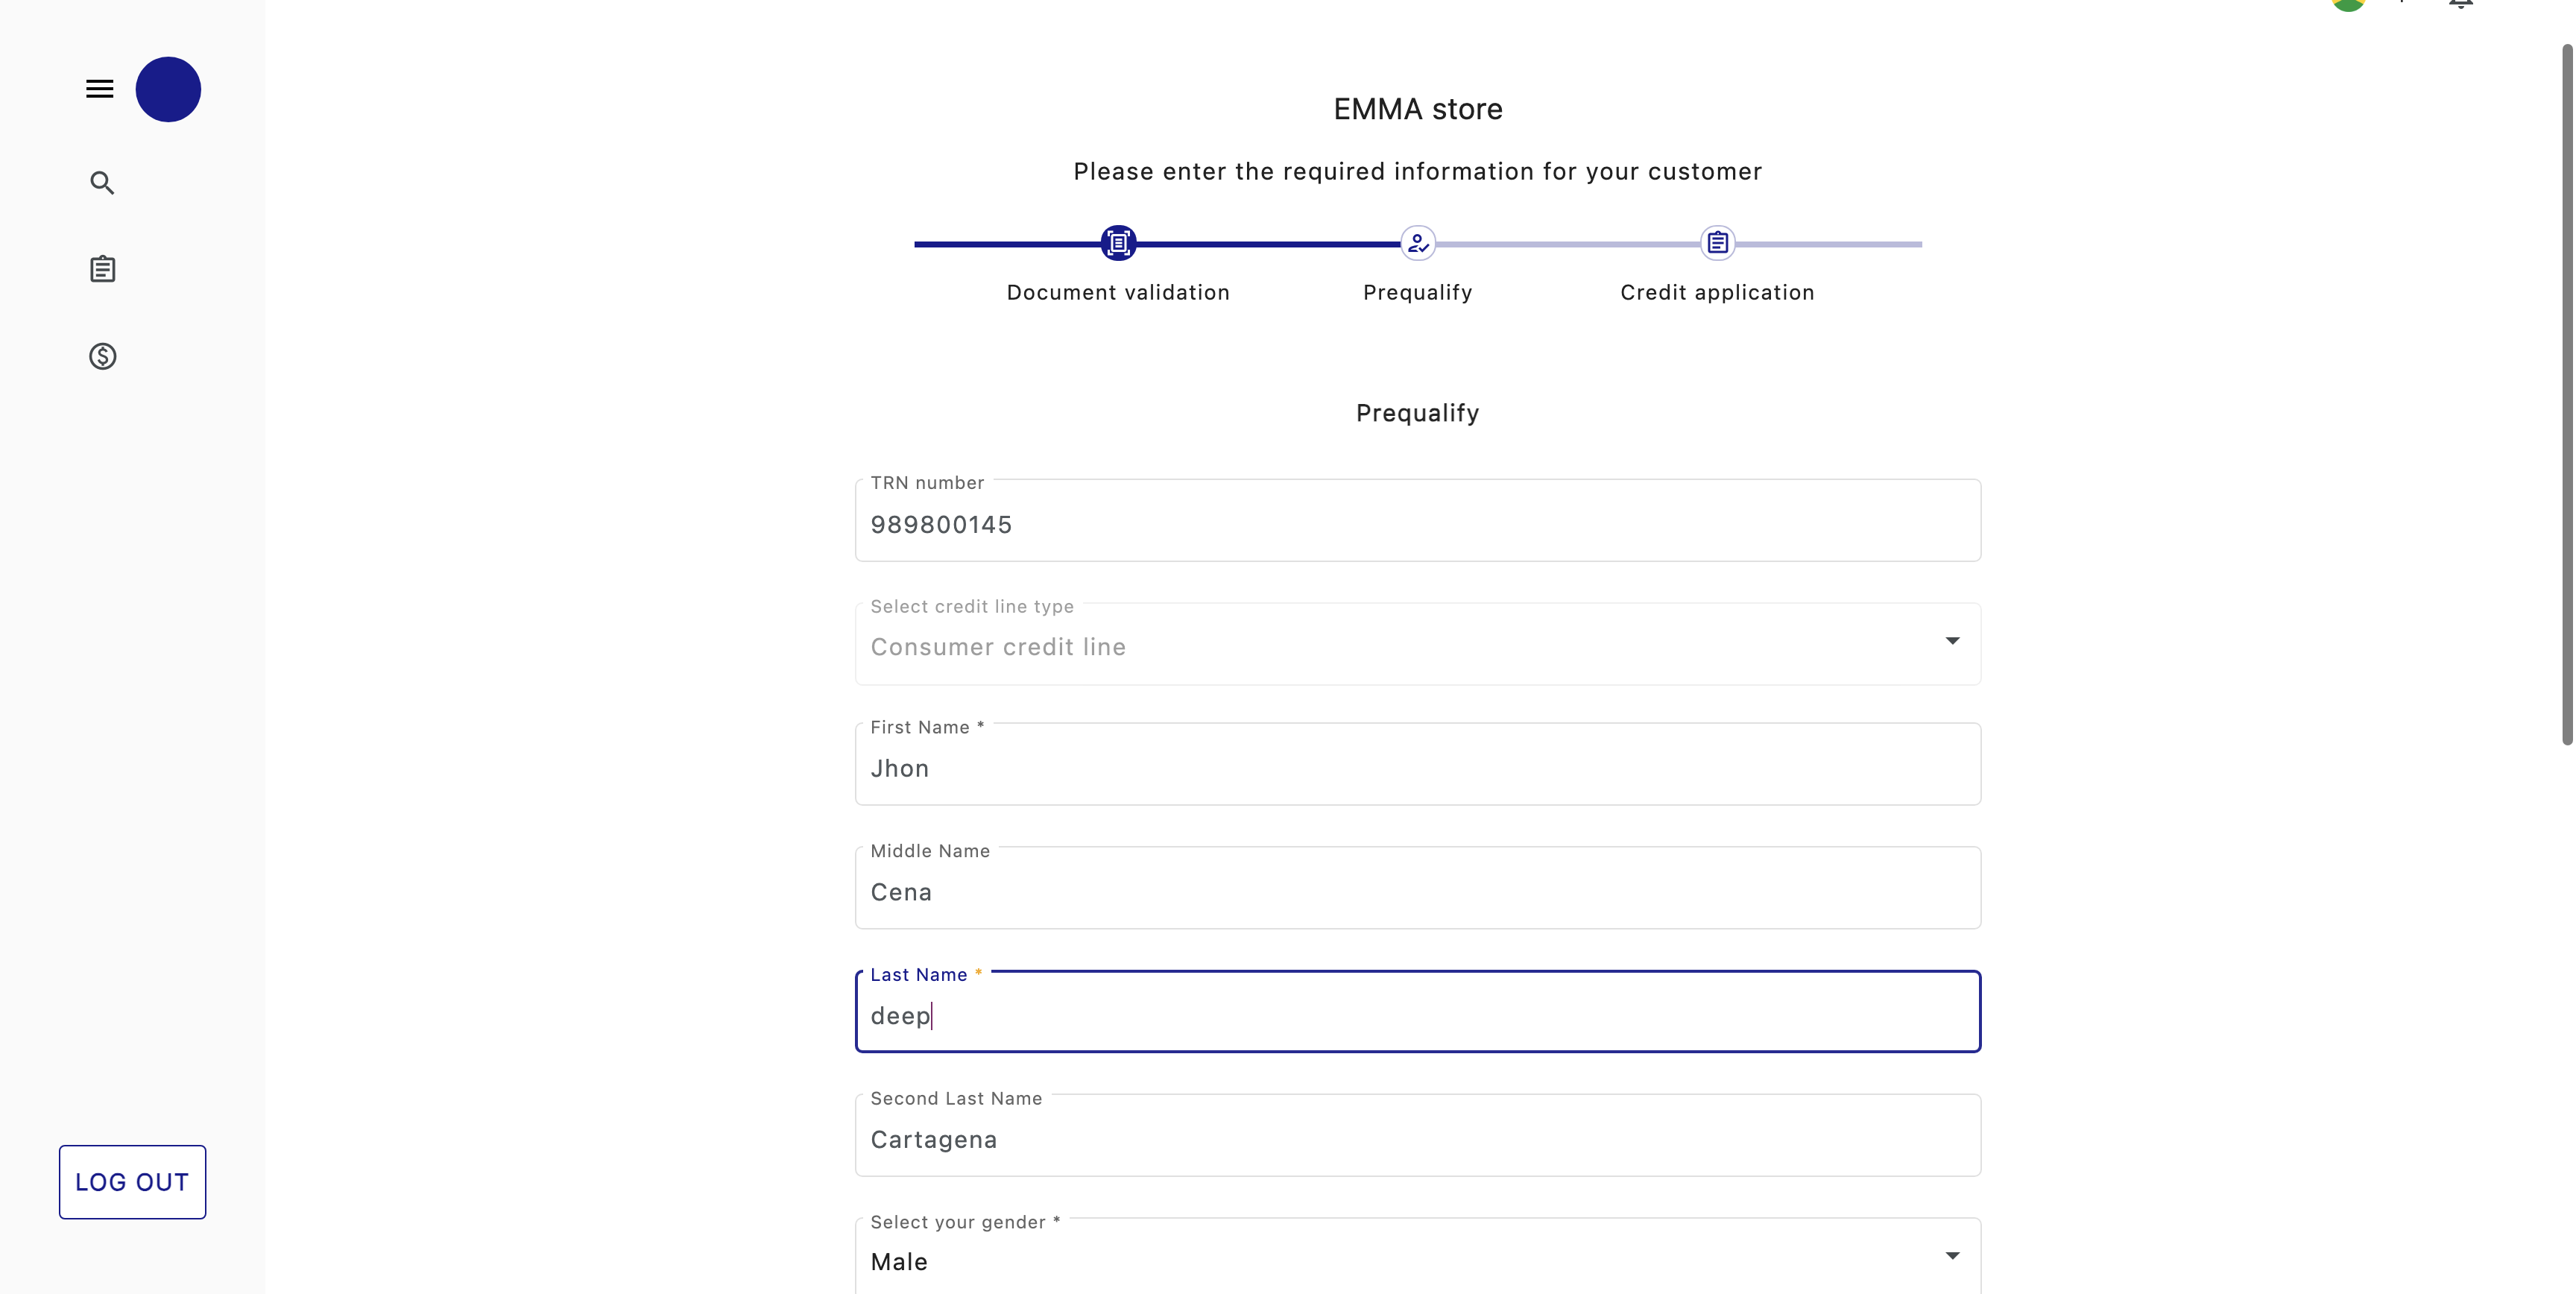 EMMA store
Please enter the required information for your customer
Document validation
Prequalify
Credit application
Prequalify
TRN number
989800145
Select credit line type
Consumer credit line
First Name *
Jhon
Middle Name
Cena
Last Name *
deep
Second Last Name
Cartagena
Select your gender *
Male
LOG OUT